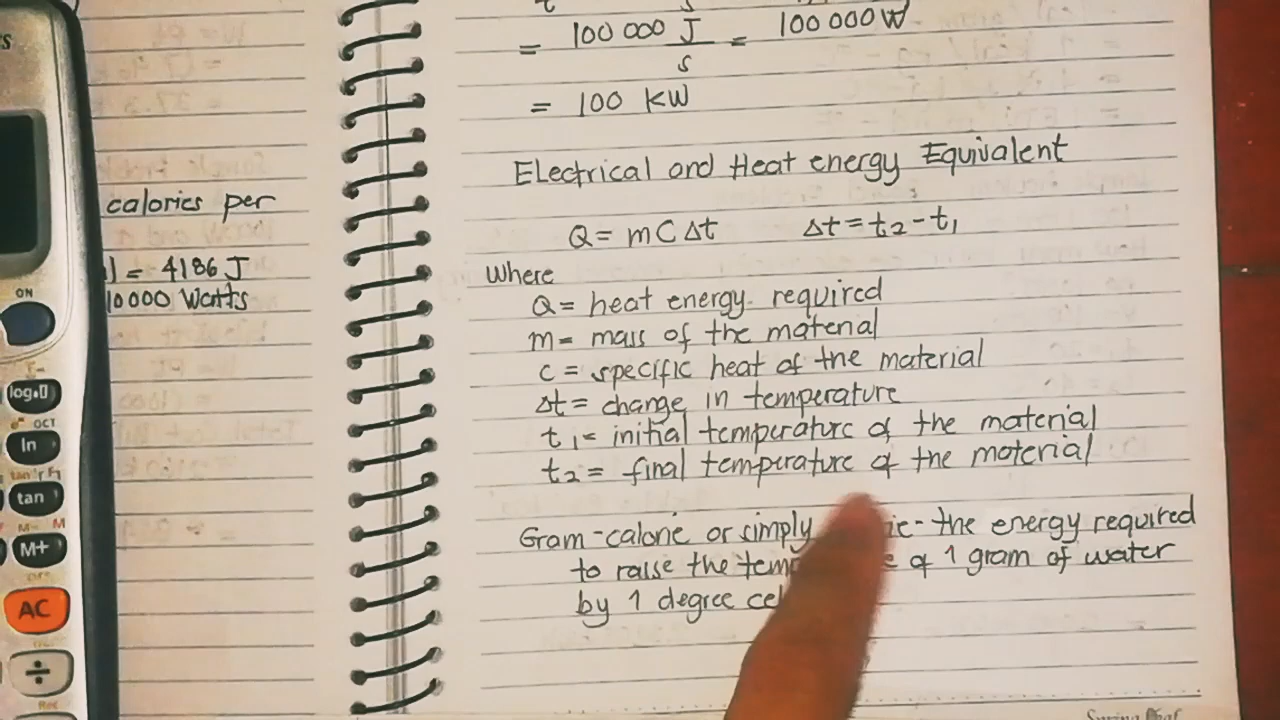 calories per
J = 4186 J
10000 Watts
ON
log
OCT
ln
tan
M- M
M+
AC
÷
t s
= 100 000 J = 100 000 W
s
= 100 KW
Electrical and Heat energy Equivalent
Q = m C Δt Δt = t2 - t1
Where
Q = heat energy required
m = mass of the material
c = specific heat of the material
Δt = change in temperature
t1 = initial temperature of the material
t2 = final temperature of the material
Gram-calorie or simply - the energy required
to raise the of 1 gram of water
by 1 degree